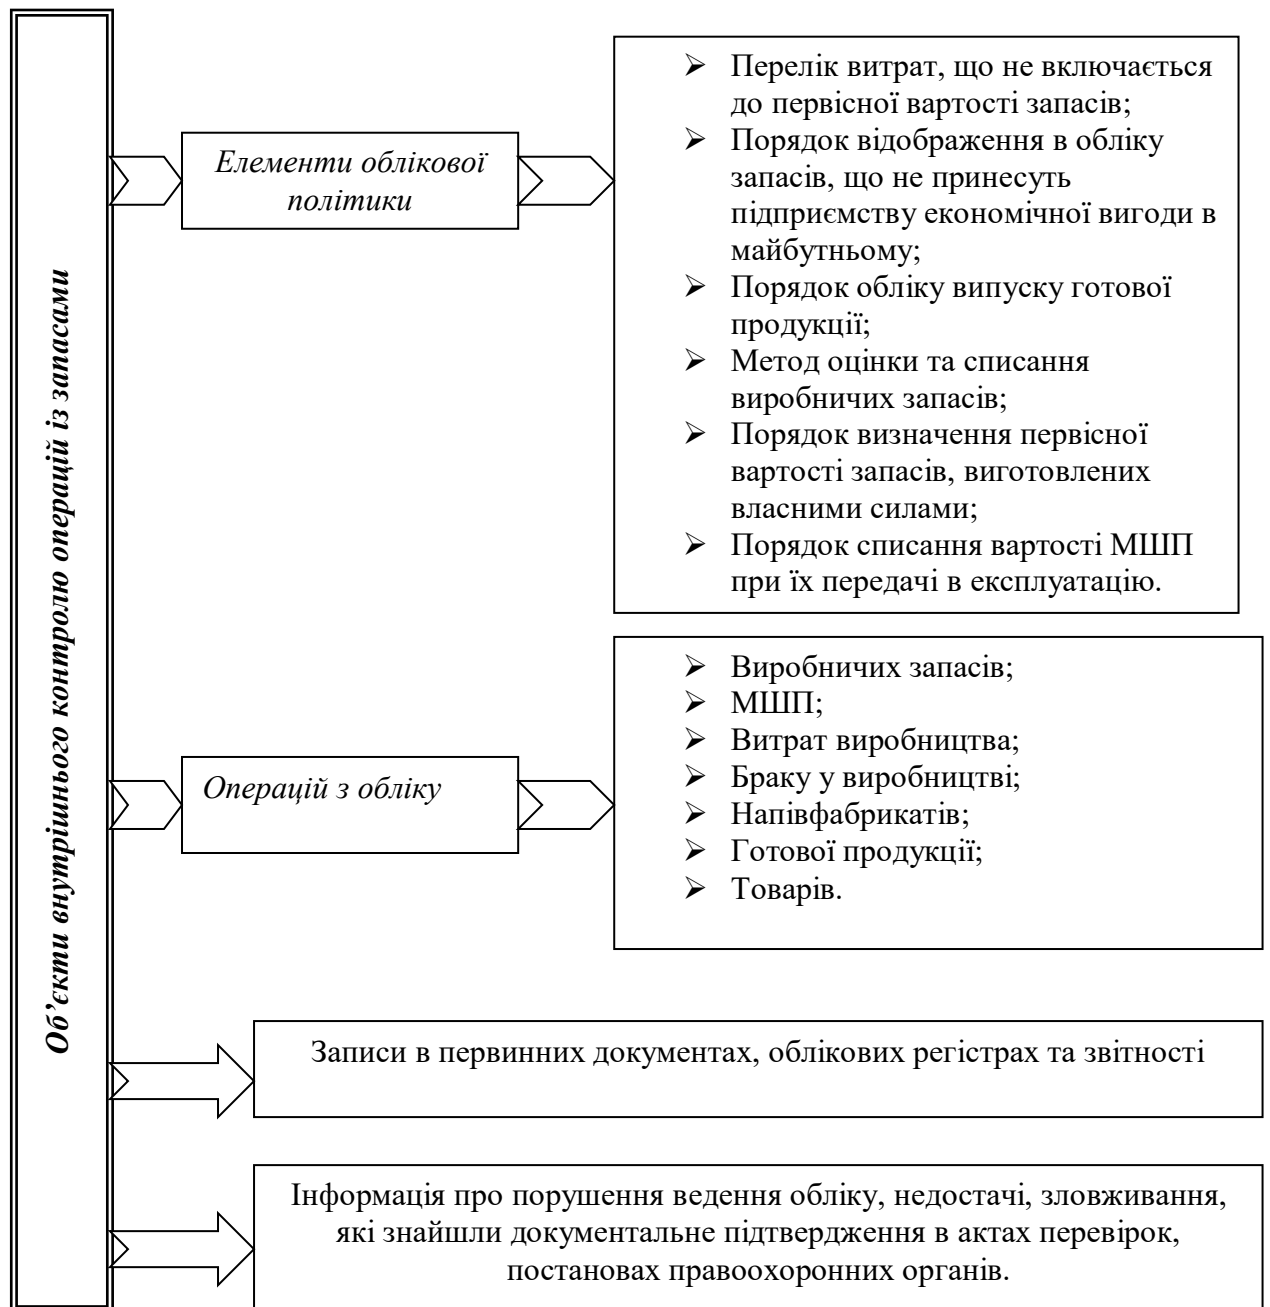 Об’єкти внутрішнього контролю операцій із запасами
Елементи облікової
політики
➢ Перелік витрат, що не включається
до первісної вартості запасів;
➢ Порядок відображення в обліку
запасів, що не принесуть
підприємству економічної вигоди в
майбутньому;
➢ Порядок обліку випуску готової
продукції;
➢ Метод оцінки та списання
виробничих запасів;
➢ Порядок визначення первісної
вартості запасів, виготовлених
власними силами;
➢ Порядок списання вартості МШП
при їх передачі в експлуатацію.
Операцій з обліку
➢ Виробничих запасів;
➢ МШП;
➢ Витрат виробництва;
➢ Браку у виробництві;
➢ Напівфабрикатів;
➢ Готової продукції;
➢ Товарів.
Записи в первинних документах, облікових регістрах та звітності
Інформація про порушення ведення обліку, недостачі, зловживання,
які знайшли документальне підтвердження в актах перевірок,
постановах правоохоронних органів.